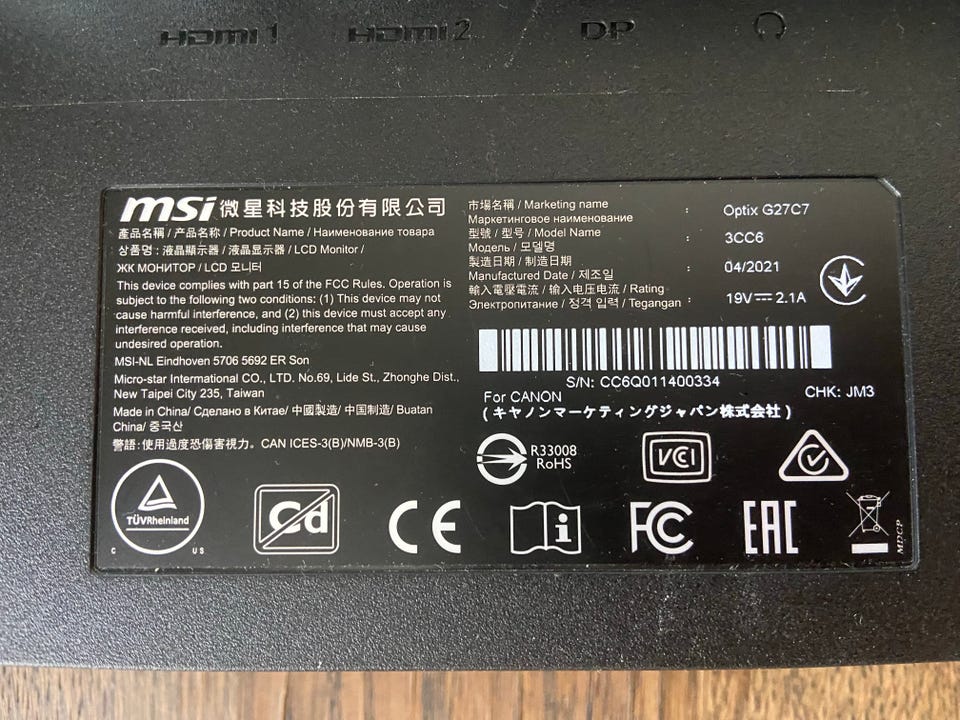 HDMI 1 HDMI 2 DP
msi 微星科技股份有限公司
產品名稱 / 产品名称 / Product Name / Наименование товара
上品名 : 液晶顯示器 / 液晶显示器 / LCD Monitor /
ЖК МОНИТОР / LCD 모니터
This device complies with part 15 of the FCC Rules. Operation is
subject to the following two conditions: (1) This device may not
cause harmful interference, and (2) this device must accept any
interference received, including interference that may cause
undesired operation.
MSI-NL Eindhoven 5706 5692 ER Son
Micro-star International CO., LTD. No.69, Lide St., Zhonghe Dist.,
New Taipei City 235, Taiwan
Made in China/ Сделано в Китае/ 中國製造/ 中国制造/ Buatan
China/ 중국산
警語: 使用過度恐傷害視力。 CAN ICES-3(B)/NMB-3(B)
市場名稱 / Marketing name : Optix G27C7
Маркетинговое наименование
型號 / 型号 / Model Name : 3CC6
Модель / 모델명
製造日期 / 制造日期 : 04/2021
Manufactured Date / 제조일
輸入電壓電流 / 输入电压电流 / Rating : 19V 2.1A
Электропитание / 정격 입력 / Tegangan
S/N: CC6Q011400334
For CANON CHK: JM3
(キヤノンマーケティングジャパン株式会社)
R33008
RoHS
VCI
TÜVRheinland
C US
Cd
CE
i
FC
EAC
MDCP